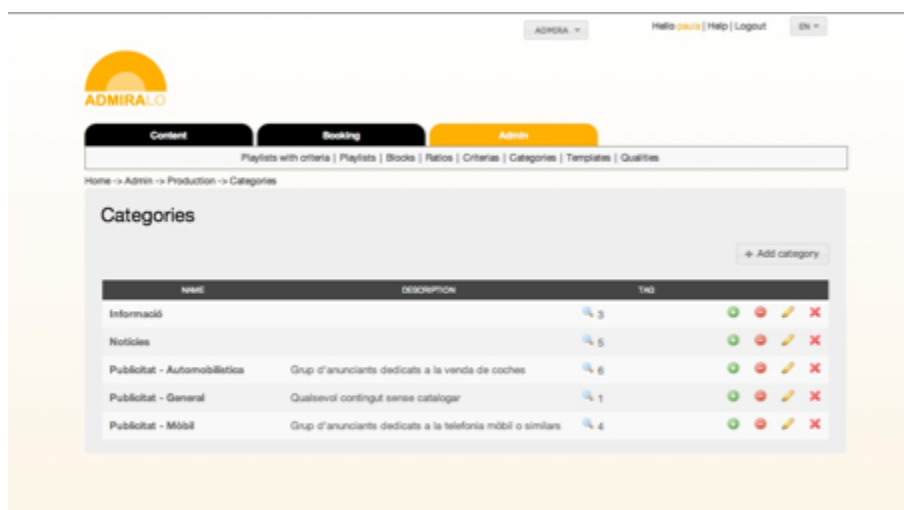 ADMIRA
Hello paula | Help | Logout
EN
ADMIRALO
Content
Booking
Admin
Playlists with criteria | Playlists | Blocks | Ratios | Criterias | Categories | Templates | Qualities
Home -> Admin -> Production -> Categories
Categories
+ Add category
NAME DESCRIPTION TAG
Informació 3
Notícies 5
Publicitat - Automobilística Grup d'anunciants dedicats a la venda de coches 6
Publicitat - General Qualsevol contingut sense catalogar 1
Publicitat - Mòbil Grup d'anunciants dedicats a la telefonia mòbil o similars 4